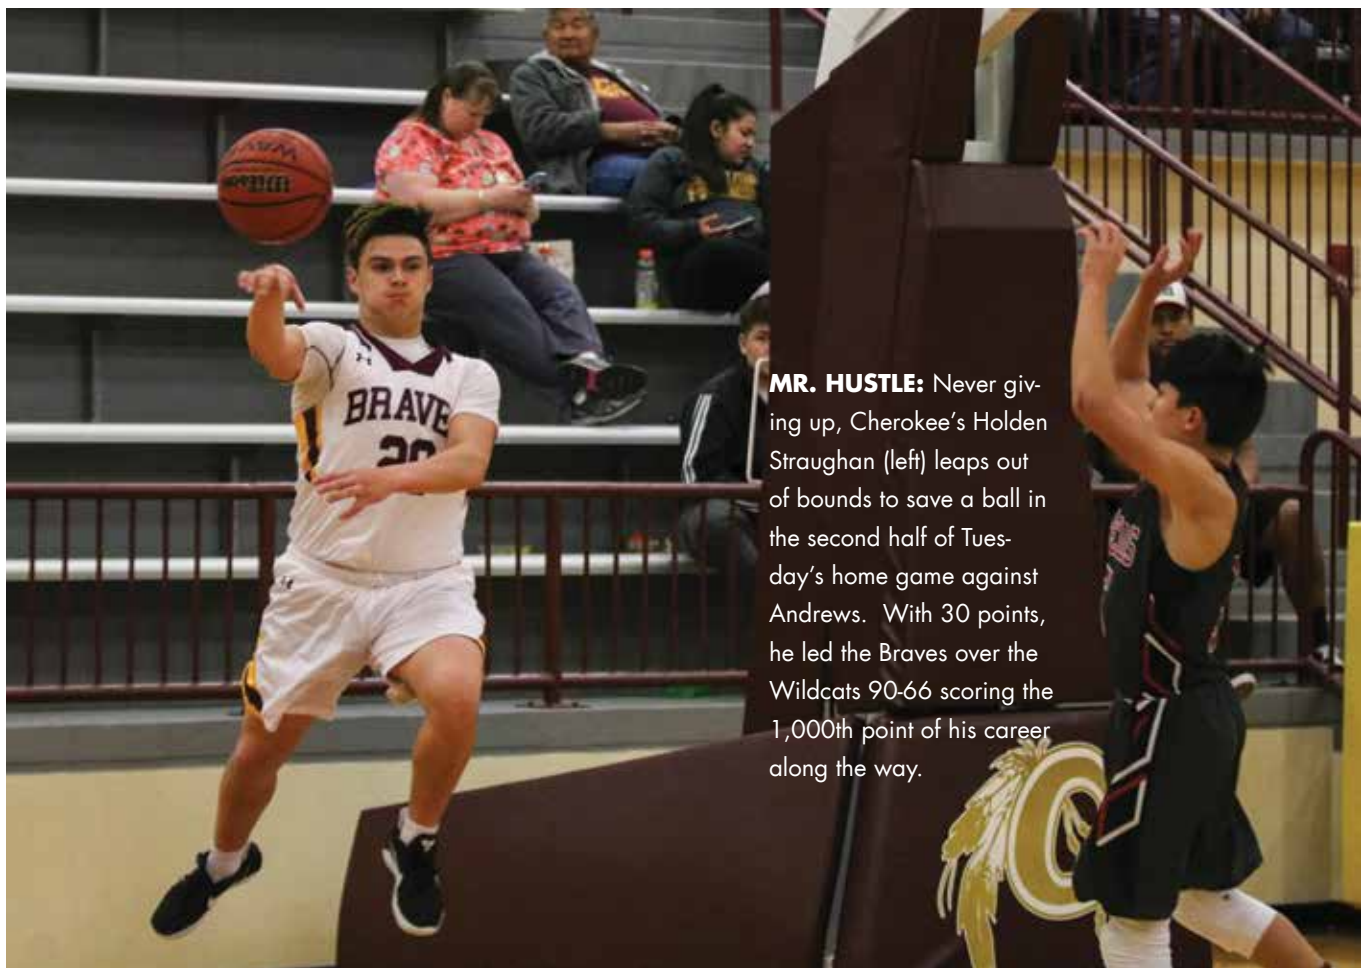 Wilson
BRAVE
20
MR. HUSTLE: Never giv-
ing up, Cherokee's Holden
Straughan (left) leaps out
of bounds to save a ball in
the second half of Tues-
day's home game against
Andrews.  With 30 points,
he led the Braves over the
Wildcats 90-66 scoring the
1,000th point of his career
along the way.
C